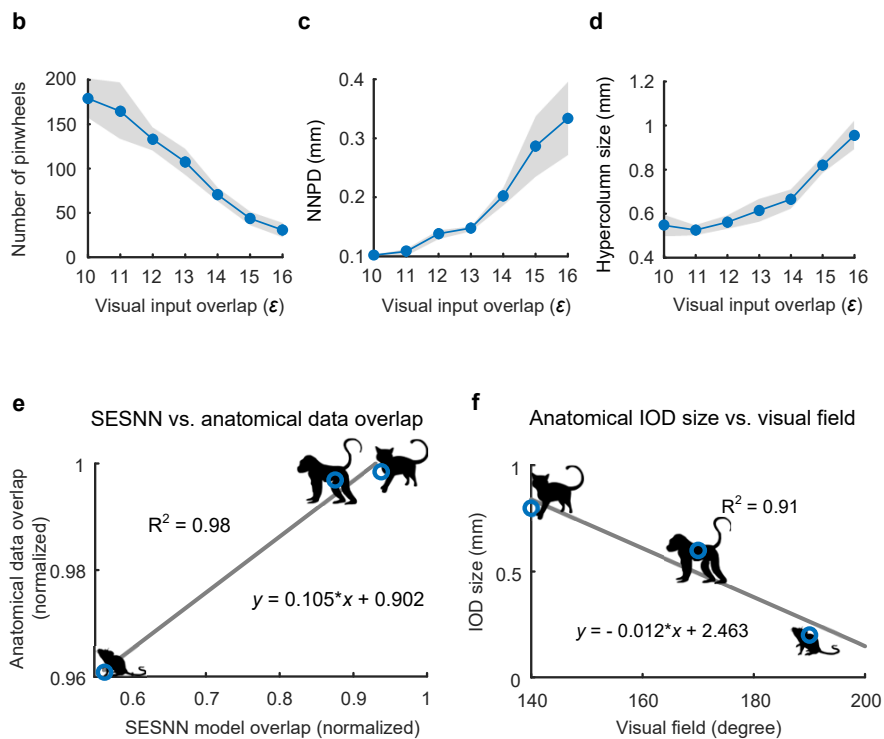 b
Number of pinwheels
200
150
100
50
0
10 11 12 13 14 15 16
Visual input overlap (ε)
c
NNPD (mm)
0.4
0.3
0.2
0.1
10 11 12 13 14 15 16
Visual input overlap (ε)
d
Hypercolumn size (mm)
1.2
1
0.8
0.6
0.4
10 11 12 13 14 15 16
Visual input overlap (ε)
e
SESNN vs. anatomical data overlap
Anatomical data overlap
(normalized)
1
0.98
0.96
R² = 0.98
y = 0.105*x + 0.902
0.6 0.7 0.8 0.9 1
SESNN model overlap (normalized)
f
Anatomical IOD size vs. visual field
IOD size (mm)
1
0.5
0
R² = 0.91
y = - 0.012*x + 2.463
140 160 180 200
Visual field (degree)